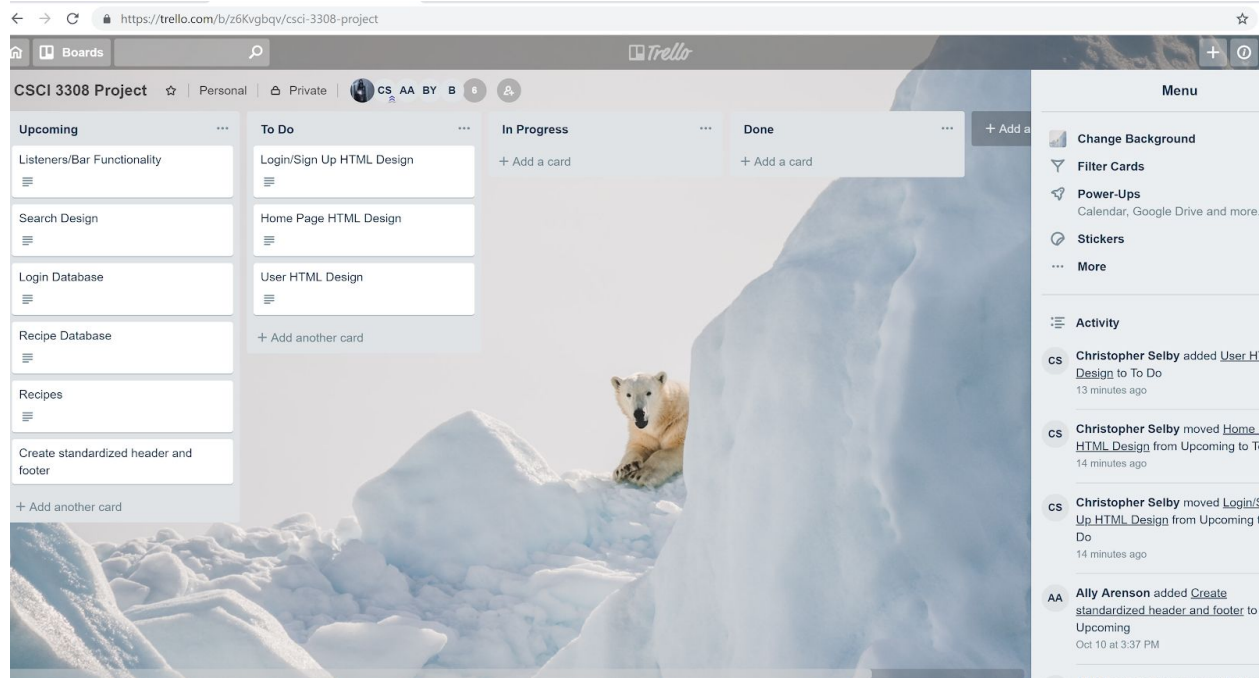 https://trello.com/b/z6Kvgbqv/csci-3308-project
Boards
Trello
CSCI 3308 Project
Personal
Private
CS AA BY B 6
Menu
Upcoming
Listeners/Bar Functionality
Search Design
Login Database
Recipe Database
Recipes
Create standardized header and
footer
+ Add another card
To Do
Login/Sign Up HTML Design
Home Page HTML Design
User HTML Design
+ Add another card
In Progress
+ Add a card
Done
+ Add a card
+ Add a
Change Background
Filter Cards
Power-Ups
Calendar, Google Drive and more
Stickers
More
Activity
CS Christopher Selby added User H
Design to To Do
13 minutes ago
CS Christopher Selby moved Home
HTML Design from Upcoming to T
14 minutes ago
CS Christopher Selby moved Login/S
Up HTML Design from Upcoming
Do
14 minutes ago
AA Ally Arenson added Create
standardized header and footer to
Upcoming
Oct 10 at 3:37 PM